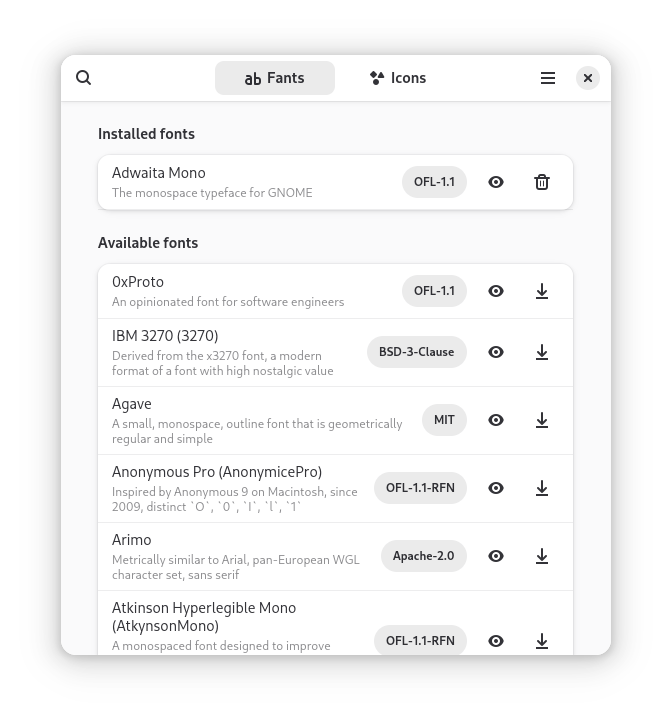 ab Fants
Icons
Installed fonts
Adwaita Mono
The monospace typeface for GNOME
OFL-1.1
Available fonts
0xProto
An opinionated font for software engineers
OFL-1.1
IBM 3270 (3270)
Derived from the x3270 font, a modern
format of a font with high nostalgic value
BSD-3-Clause
Agave
A small, monospace, outline font that is geometrically
regular and simple
MIT
Anonymous Pro (AnonymicePro)
Inspired by Anonymous 9 on Macintosh, since
2009, distinct `O`, `0`, `I`, `l`, `1`
OFL-1.1-RFN
Arimo
Metrically similar to Arial, pan-European WGL
character set, sans serif
Apache-2.0
Atkinson Hyperlegible Mono
(AtkynsonMono)
A monospaced font designed to improve
OFL-1.1-RFN